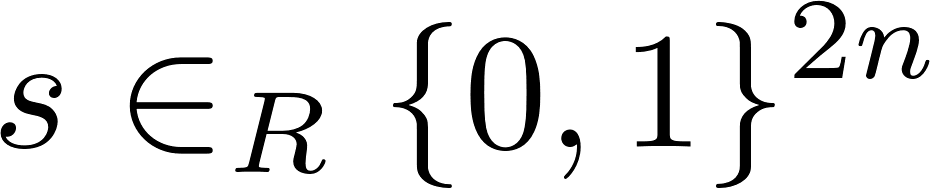 s ∈_R {0, 1}^{2n}